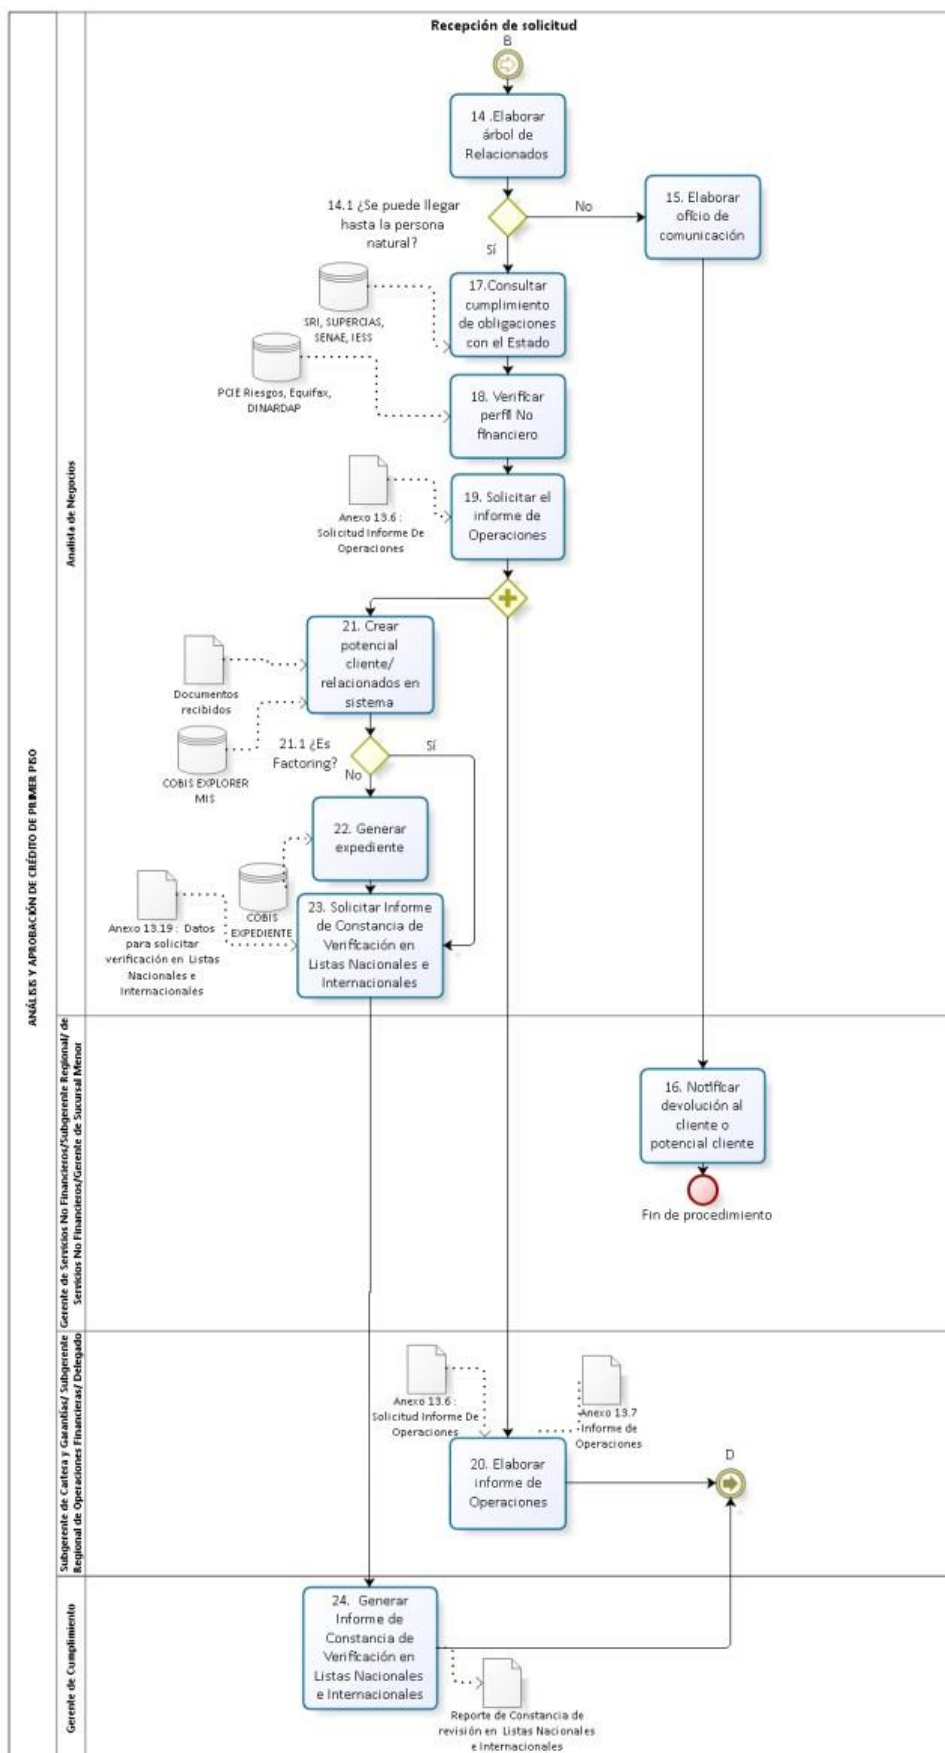 Recepción de solicitud
B
14 .Elaborar
árbol de
Relacionados
14.1 ¿Se puede llegar
hasta la persona
natural?
No
Sí
15. Elaborar
oficio de
comunicación
17.Consultar
cumplimiento
de obligaciones
con el Estado
SRI, SUPERCIAS,
SENAE, IESS
PCIE Riesgos, Equifax,
DINARDAP
18. Verificar
perfil No
financiero
19. Solicitar el
informe de
Operaciones
Anexo 13.6 :
Solicitud Informe De
Operaciones
21. Crear
potencial
cliente/
relacionados en
sistema
Documentos
recibidos
COBIS EXPLORER
MIS
21.1 ¿Es
Factoring?
Sí
No
22. Generar
expediente
COBIS
EXPEDIENTE
23. Solicitar Informe
de Constancia de
Verificación en
Listas Nacionales e
Internacionales
Anexo 13.19 : Datos
para solicitar
verificación en Listas
Nacionales e
Internacionales
16. Notificar
devolución al
cliente o
potencial cliente
Fin de procedimiento
Anexo 13.6 :
Solicitud Informe De
Operaciones
Anexo 13.7
Informe de
Operaciones
20. Elaborar
informe de
Operaciones
D
24. Generar
Informe de
Constancia de
Verificación en
Listas Nacionales
e Internacionales
Reporte de Constancia de
revisión en Listas Nacionales
e Internacionales
ANÁLISIS Y APROBACIÓN DE CRÉDITO DE PRIMER PISO
Analista de Negocios
Gerente de Servicios No Financieros/Subgerente Regional/ de
Servicios No Financieros/Gerente de Sucursal Menor
Subgerente de Cartera y Garantías/ Subgerente
Regional de Operaciones Financieras/ Delegado
Gerente de Cumplimiento